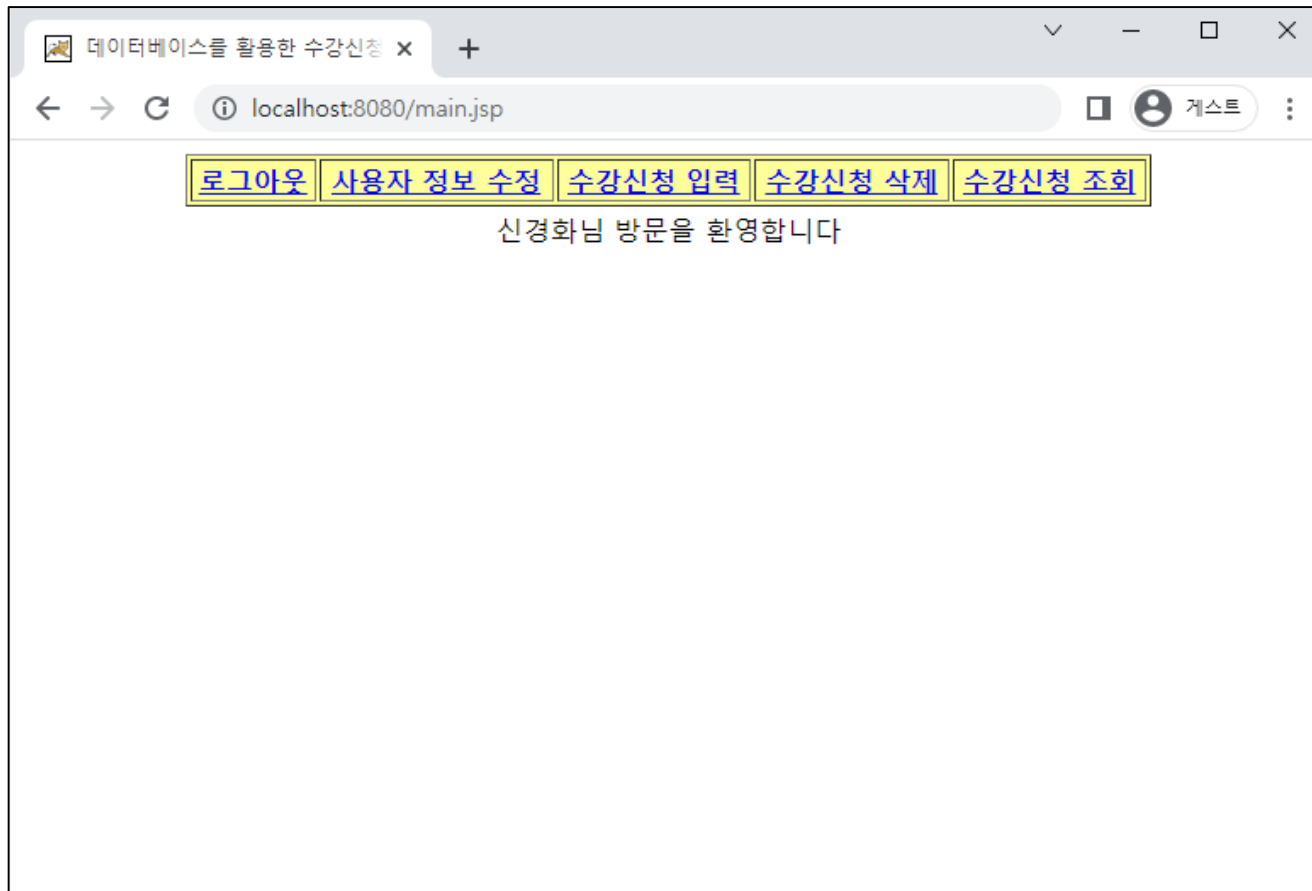 데이터베이스를 활용한 수강신청
localhost:8080/main.jsp
게스트
로그아웃 사용자 정보 수정 수강신청 입력 수강신청 삭제 수강신청 조회
신경화님 방문을 환영합니다